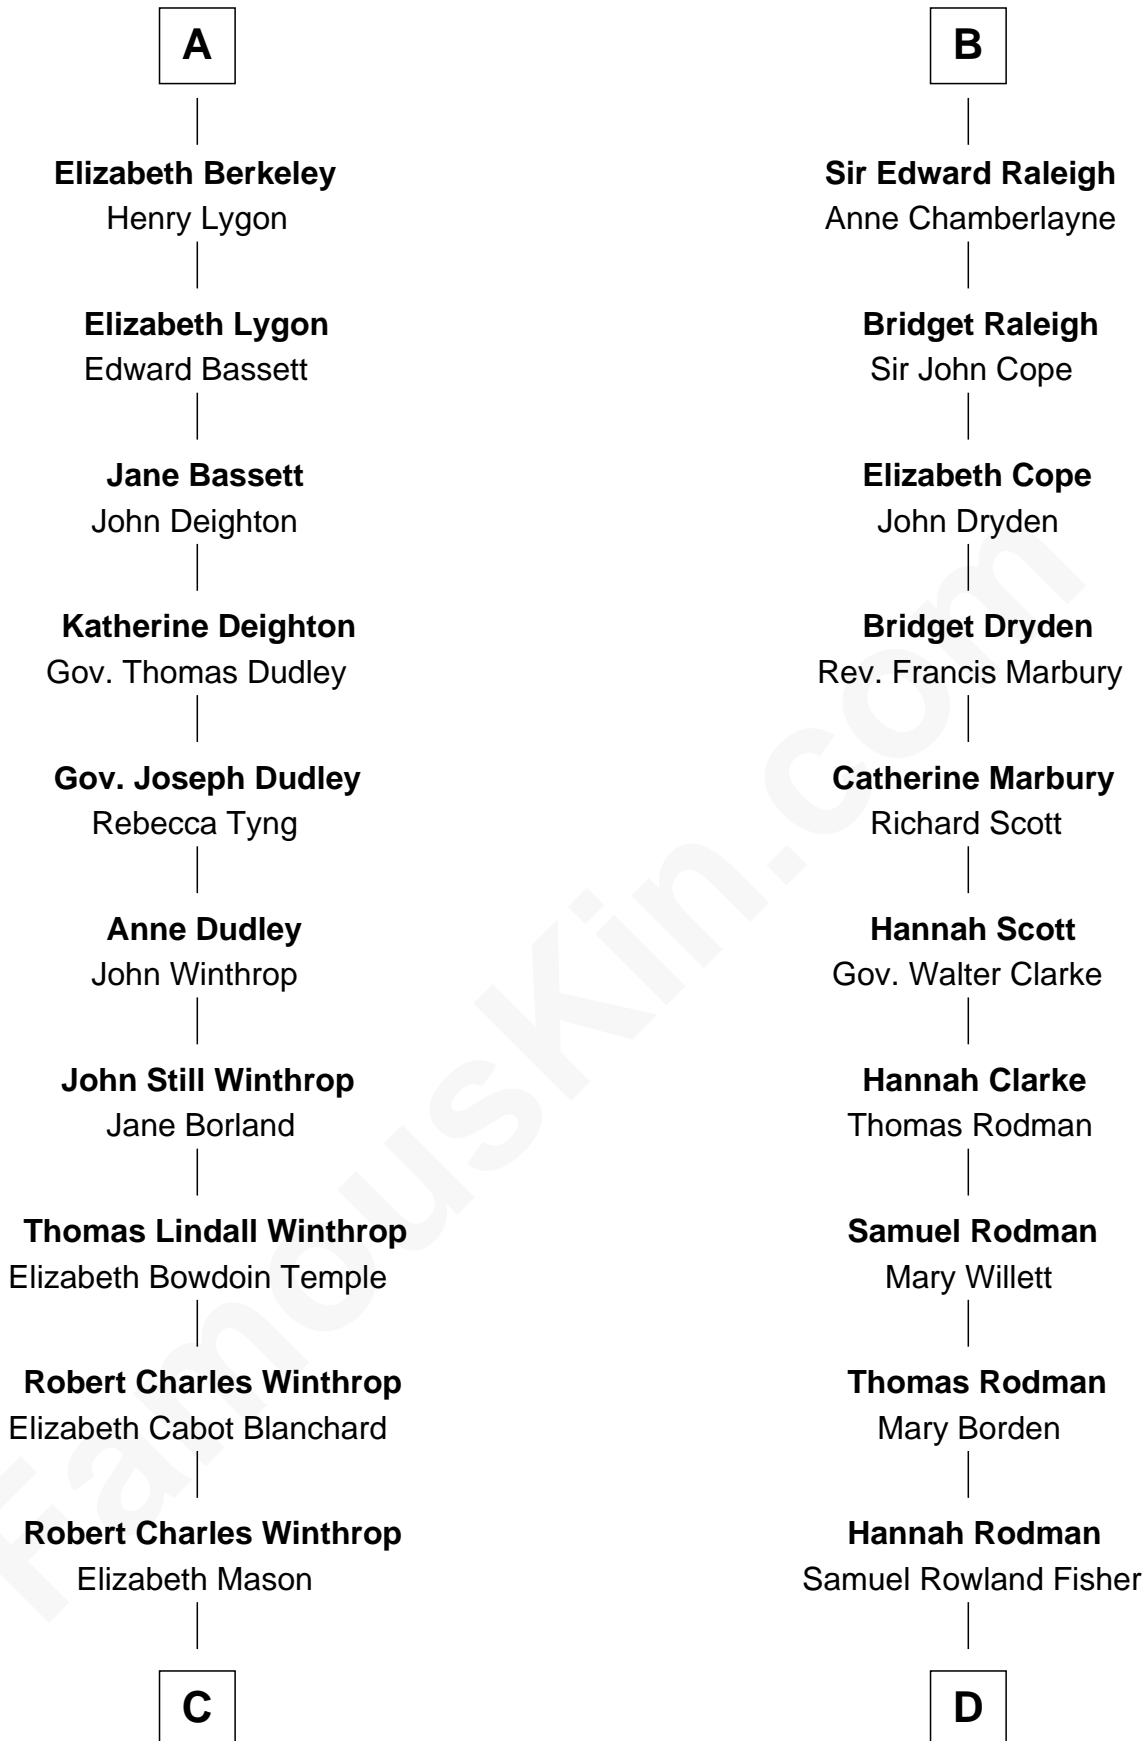 A
Elizabeth Berkeley
Henry Lygon
Elizabeth Lygon
Edward Bassett
Jane Bassett
John Deighton
Katherine Deighton
Gov. Thomas Dudley
Gov. Joseph Dudley
Rebecca Tyng
Anne Dudley
John Winthrop
John Still Winthrop
Jane Borland
Thomas Lindall Winthrop
Elizabeth Bowdoin Temple
Robert Charles Winthrop
Elizabeth Cabot Blanchard
Robert Charles Winthrop
Elizabeth Mason
C
B
Sir Edward Raleigh
Anne Chamberlayne
Bridget Raleigh
Sir John Cope
Elizabeth Cope
John Dryden
Bridget Dryden
Rev. Francis Marbury
Catherine Marbury
Richard Scott
Hannah Scott
Gov. Walter Clarke
Hannah Clarke
Thomas Rodman
Samuel Rodman
Mary Willett
Thomas Rodman
Mary Borden
Hannah Rodman
Samuel Rowland Fisher
D
FamousKin.com